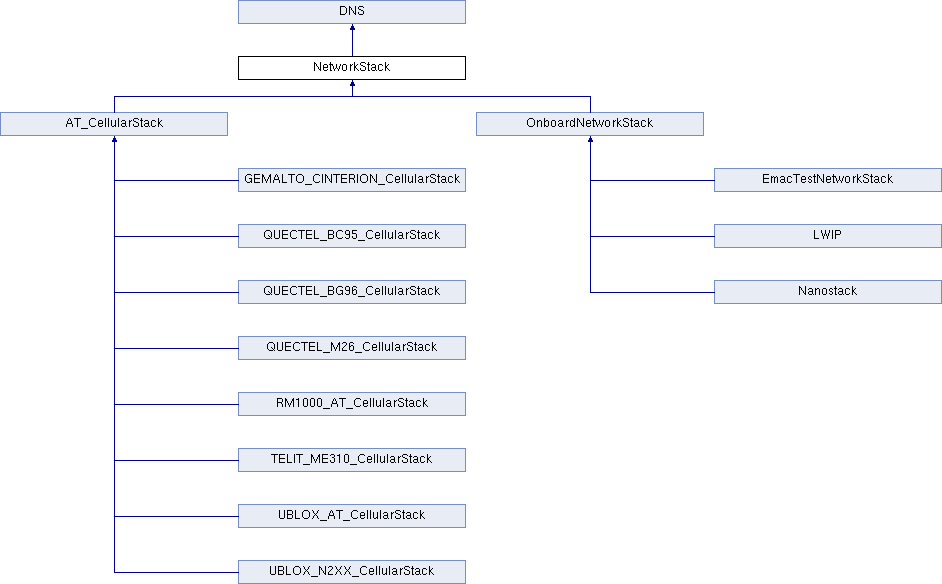 DNS
NetworkStack
AT_CellularStack
OnboardNetworkStack
GEMALTO_CINTERION_CellularStack
EmacTestNetworkStack
QUECTEL_BC95_CellularStack
LWIP
QUECTEL_BG96_CellularStack
Nanostack
QUECTEL_M26_CellularStack
RM1000_AT_CellularStack
TELIT_ME310_CellularStack
UBLOX_AT_CellularStack
UBLOX_N2XX_CellularStack